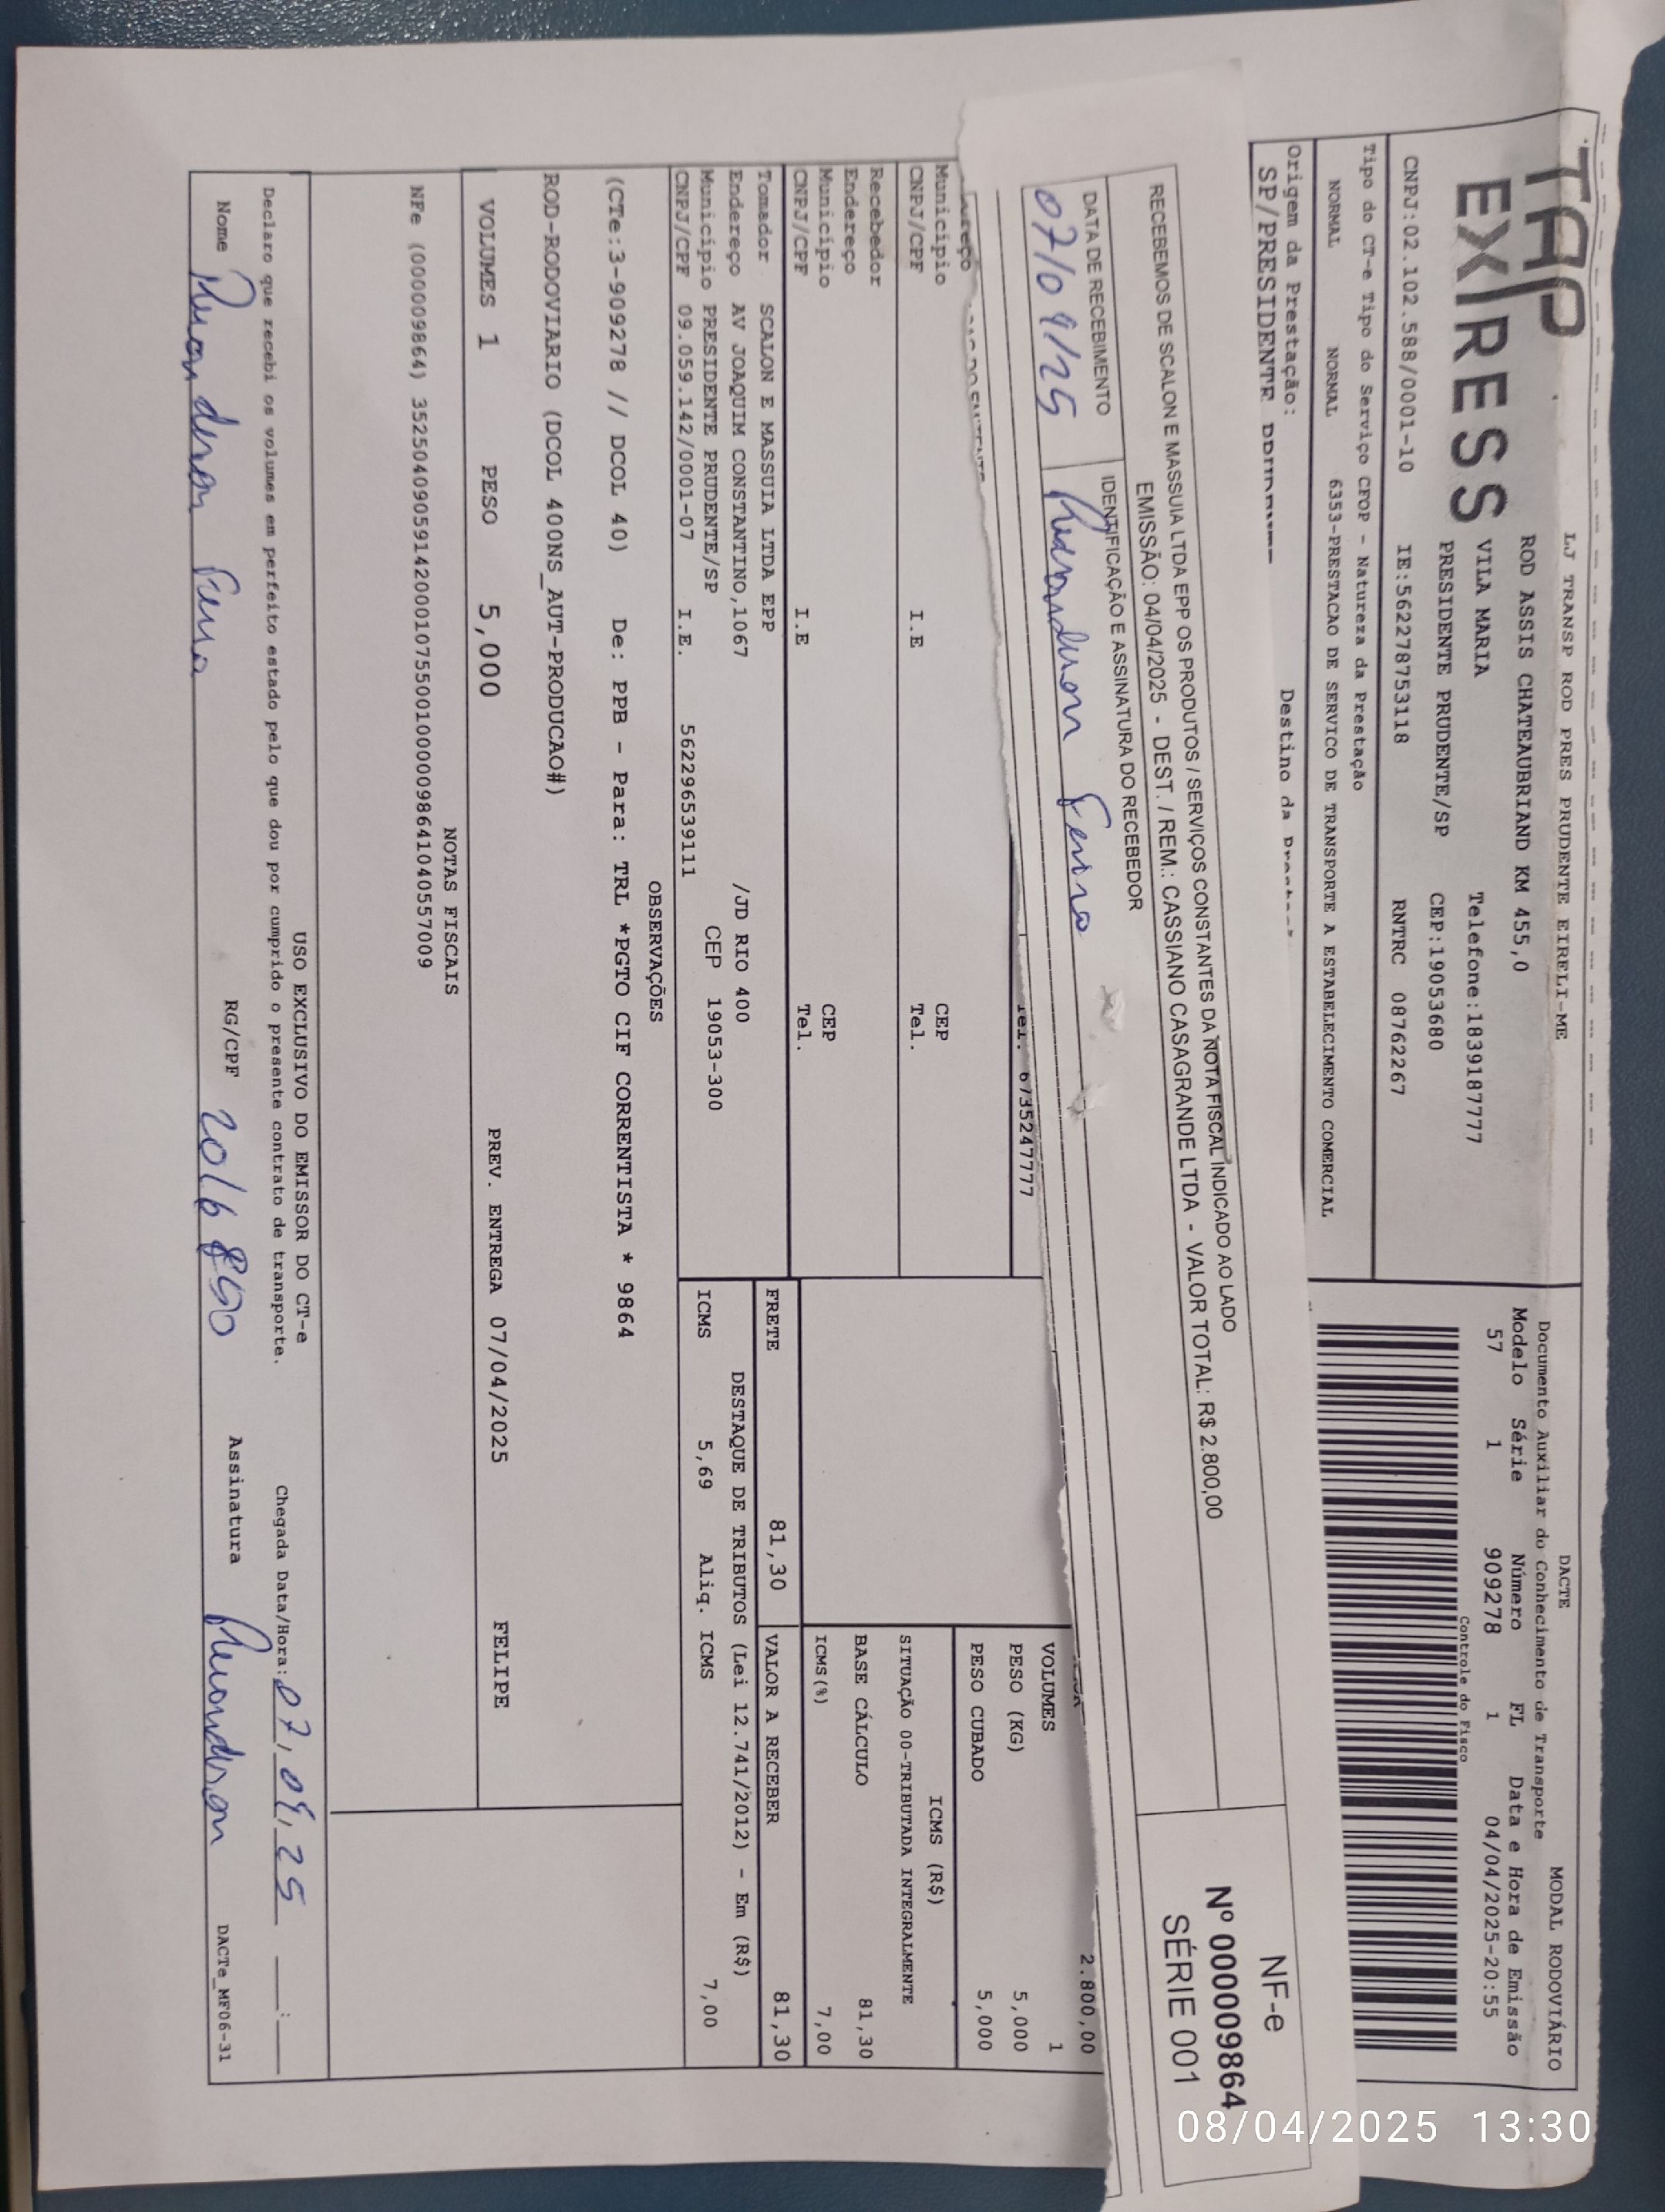 LJ TRANSP ROD PRES PRUDENTE EIRELI-ME
TAP EXPRESS
ROD ASSIS CHATEAUBRIAND KM 455,0
VILA MARIA Telefone:1839187777
PRESIDENTE PRUDENTE/SP CEP:19053680
CNPJ:02.102.588/0001-10 IE:562278753118 RNTRC 08762267
DACTE MODAL RODOVIÁRIO
Documento Auxiliar do Conhecimento de Transporte
Modelo Série Número FL Data e Hora de Emissão
57 1 909278 1 04/04/2025-20:55
Controle do Fisco
Tipo do CT-e Tipo do Serviço CFOP - Natureza da Prestação
NORMAL NORMAL 6353-PRESTACAO DE SERVICO DE TRANSPORTE A ESTABELECIMENTO COMERCIAL
Origem da Prestação: Destino da
SP/PRESIDENTE
RECEBEMOS DE SCALON E MASSUIA LTDA EPP OS PRODUTOS / SERVIÇOS CONSTANTES DA NOTA FISCAL INDICADO AO LADO
EMISSÃO: 04/04/2025 - DEST. / REM.: CASSIANO CASAGRANDE LTDA - VALOR TOTAL: R$ 2.800,00
DATA DE RECEBIMENTO IDENTIFICAÇÃO E ASSINATURA DO RECEBEDOR
07/04/25
NF-e
Nº 000009864
SÉRIE 001
Tel. 6735247777
2.800,00
VOLUMES 1
PESO (KG) 5,000
PESO CUBADO 5,000
Município CEP
CNPJ/CPF I.E Tel.
ICMS (R$)
SITUAÇÃO 00-TRIBUTADA INTEGRALMENTE
BASE CÁLCULO 81,30
ICMS(%) 7,00
Recebedor
Endereço
Município CEP
CNPJ/CPF I.E Tel.
FRETE 81,30 VALOR A RECEBER 81,30
Tomador SCALON E MASSUIA LTDA EPP
Endereço AV JOAQUIM CONSTANTINO,1067 /JD RIO 400
Município PRESIDENTE PRUDENTE/SP CEP 19053-300
CNPJ/CPF 09.059.142/0001-07 I.E. 562296539111
DESTAQUE DE TRIBUTOS (Lei 12.741/2012) - Em (R$)
ICMS 5,69 Aliq. ICMS 7,00
OBSERVAÇÕES
(CTe:3-909278 // DCOL 40) De: PPB - Para: TRL *PGTO CIF CORRENTISTA * 9864
ROD-RODOVIARIO (DCOL 400NS_AUT-PRODUCAO#)
VOLUMES 1 PESO 5,000 PREV. ENTREGA 07/04/2025 FELIPE
NOTAS FISCAIS
NFe (000009864) 35250409059142000107550010000098641040557009
USO EXCLUSIVO DO EMISSOR DO CT-e
Declaro que recebi os volumes em perfeito estado pelo que dou por cumprido o presente contrato de transporte. Chegada Data/Hora: 07,04,25 __:__
Nome RG/CPF Assinatura
DACTe_MF06-31
08/04/2025 13:30